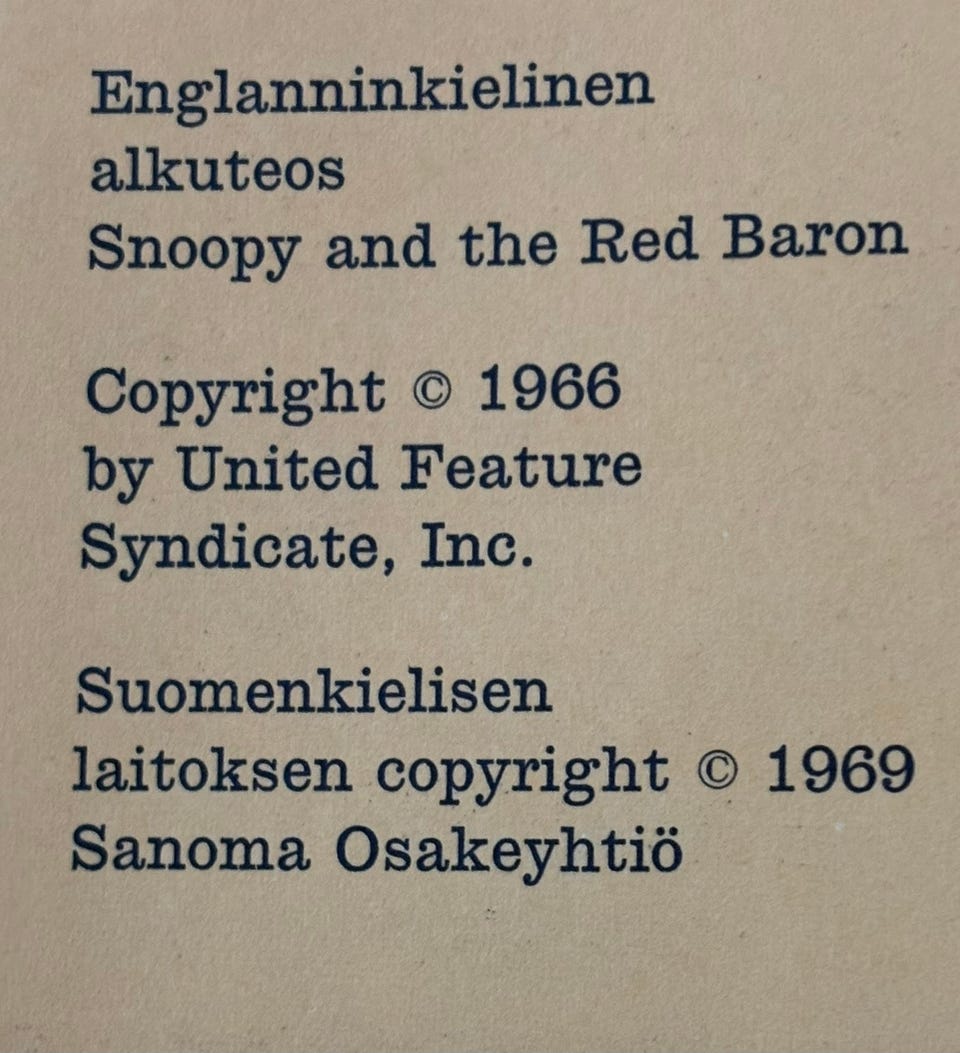 Englanninkielinen
alkuteos
Snoopy and the Red Baron
Copyright © 1966
by United Feature
Syndicate, Inc.
Suomenkielisen
laitoksen copyright © 1969
Sanoma Osakeyhtiö